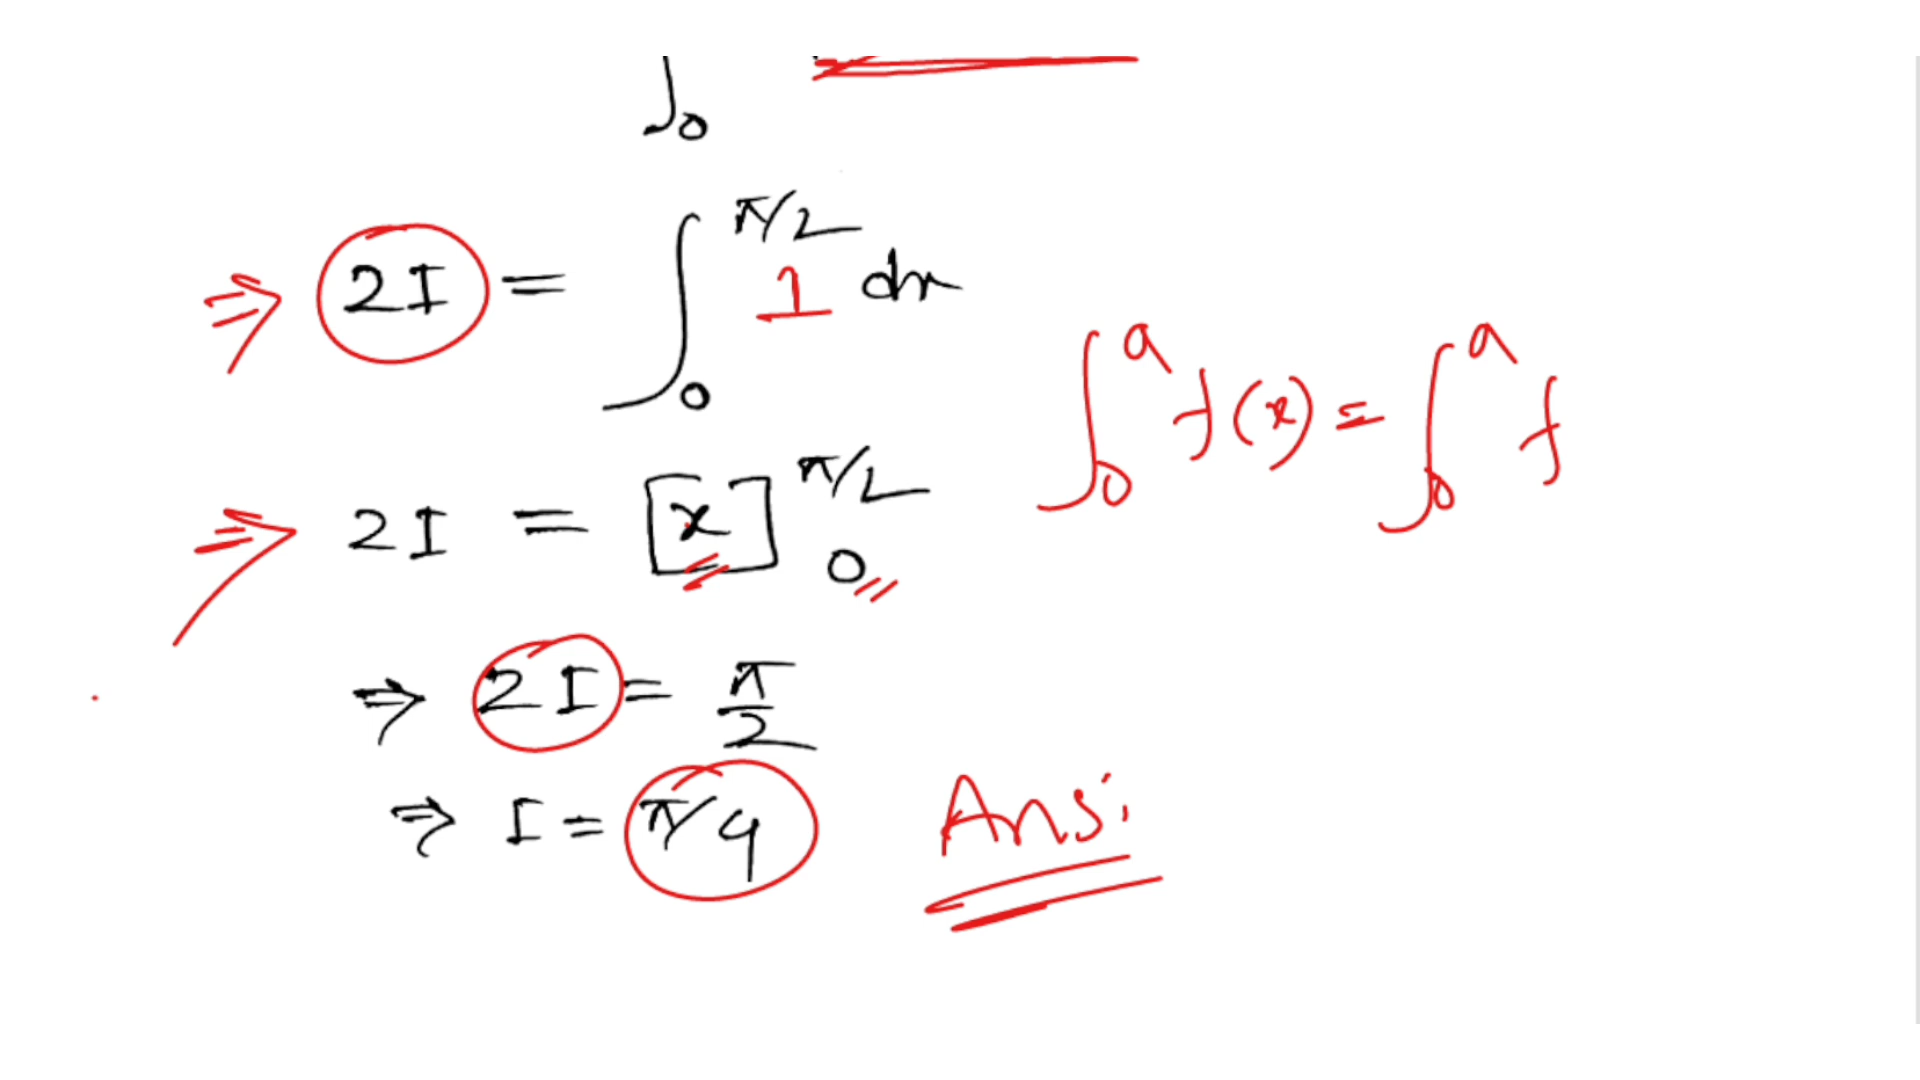 ∫₀
⇒ 2I = ∫₀^π/2 1 dx
∫₀^a f(x) = ∫₀^a f
⇒ 2I = [x]₀^π/2
⇒ 2I = π/2
⇒ I = π/4 Ans: